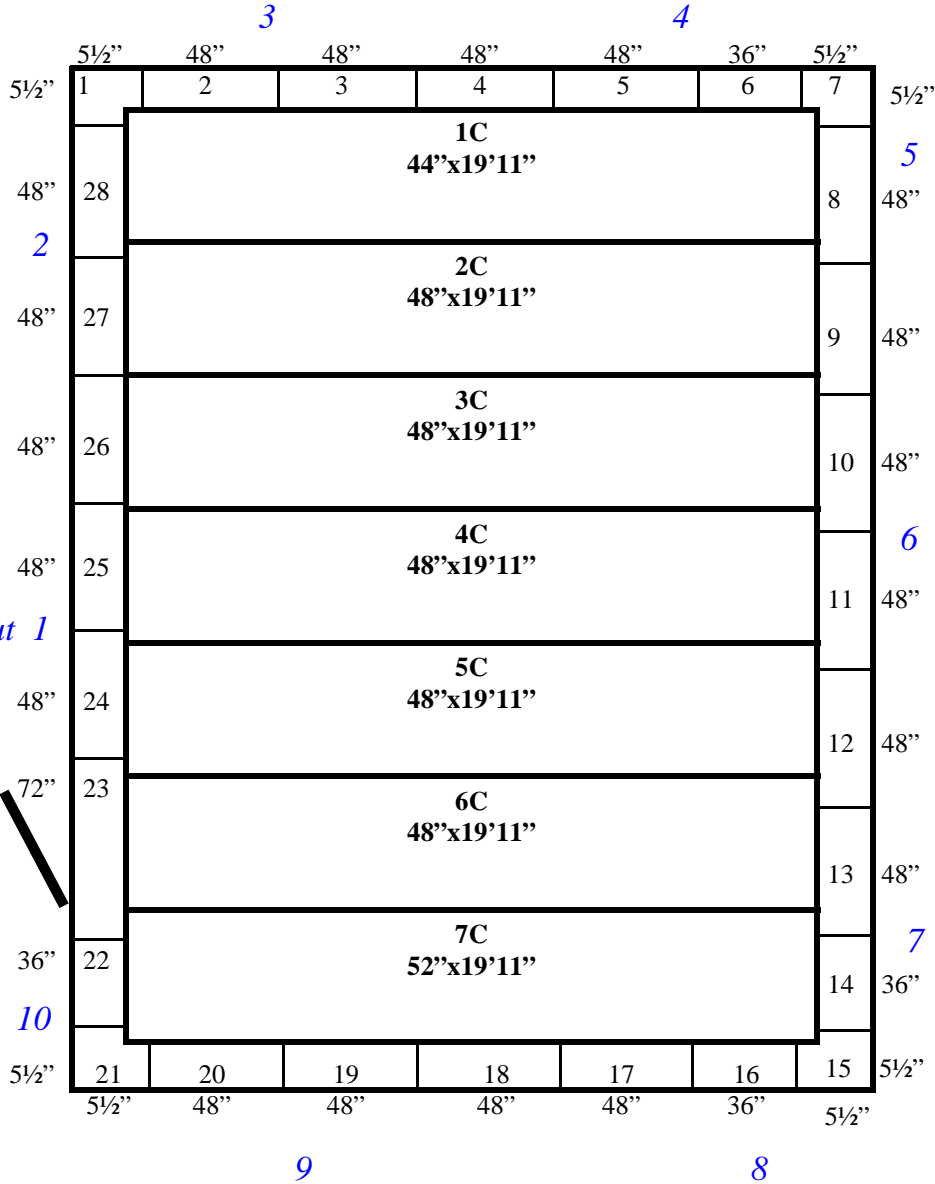 3 4
5½” 48” 48” 48” 48” 36” 5½”
5½” 1 2 3 4 5 6 7 5½”
1C
44”x19’11”
5
48” 28 8 48”
2
2C
48”x19’11”
48” 27 9 48”
3C
48”x19’11”
48” 26 10 48”
4C
48”x19’11”
6
48” 25 11 48”
1
5C
48”x19’11”
48” 24 12 48”
72” 23
6C
48”x19’11”
13 48”
7C
52”x19’11”
7
36” 22 14 36”
10
5½” 21 20 19 18 17 16 15 5½”
5½” 48” 48” 48” 48” 36” 5½”
9 8